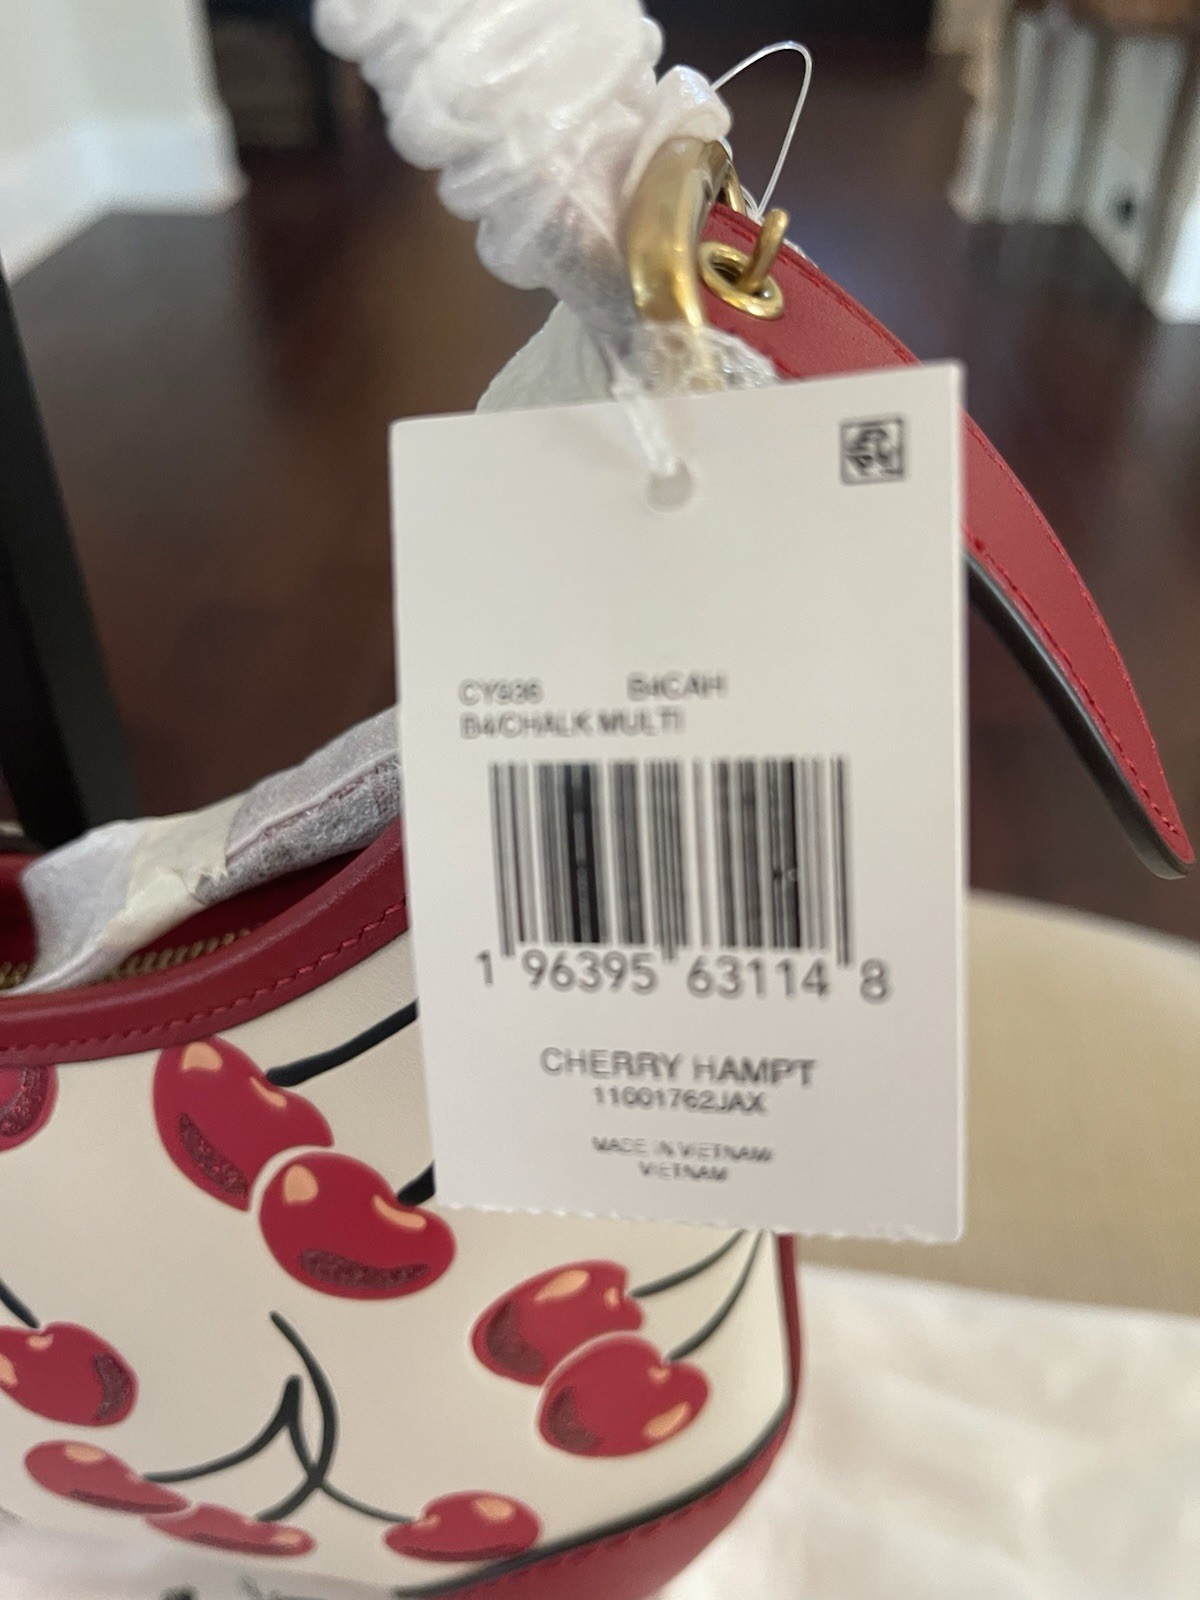 CY936 B4CAH
B4/CHALK MULTI
1 96395 63114 8
CHERRY HAMPT
11001762JAX
MADE IN VIETNAM/
VIETNAM